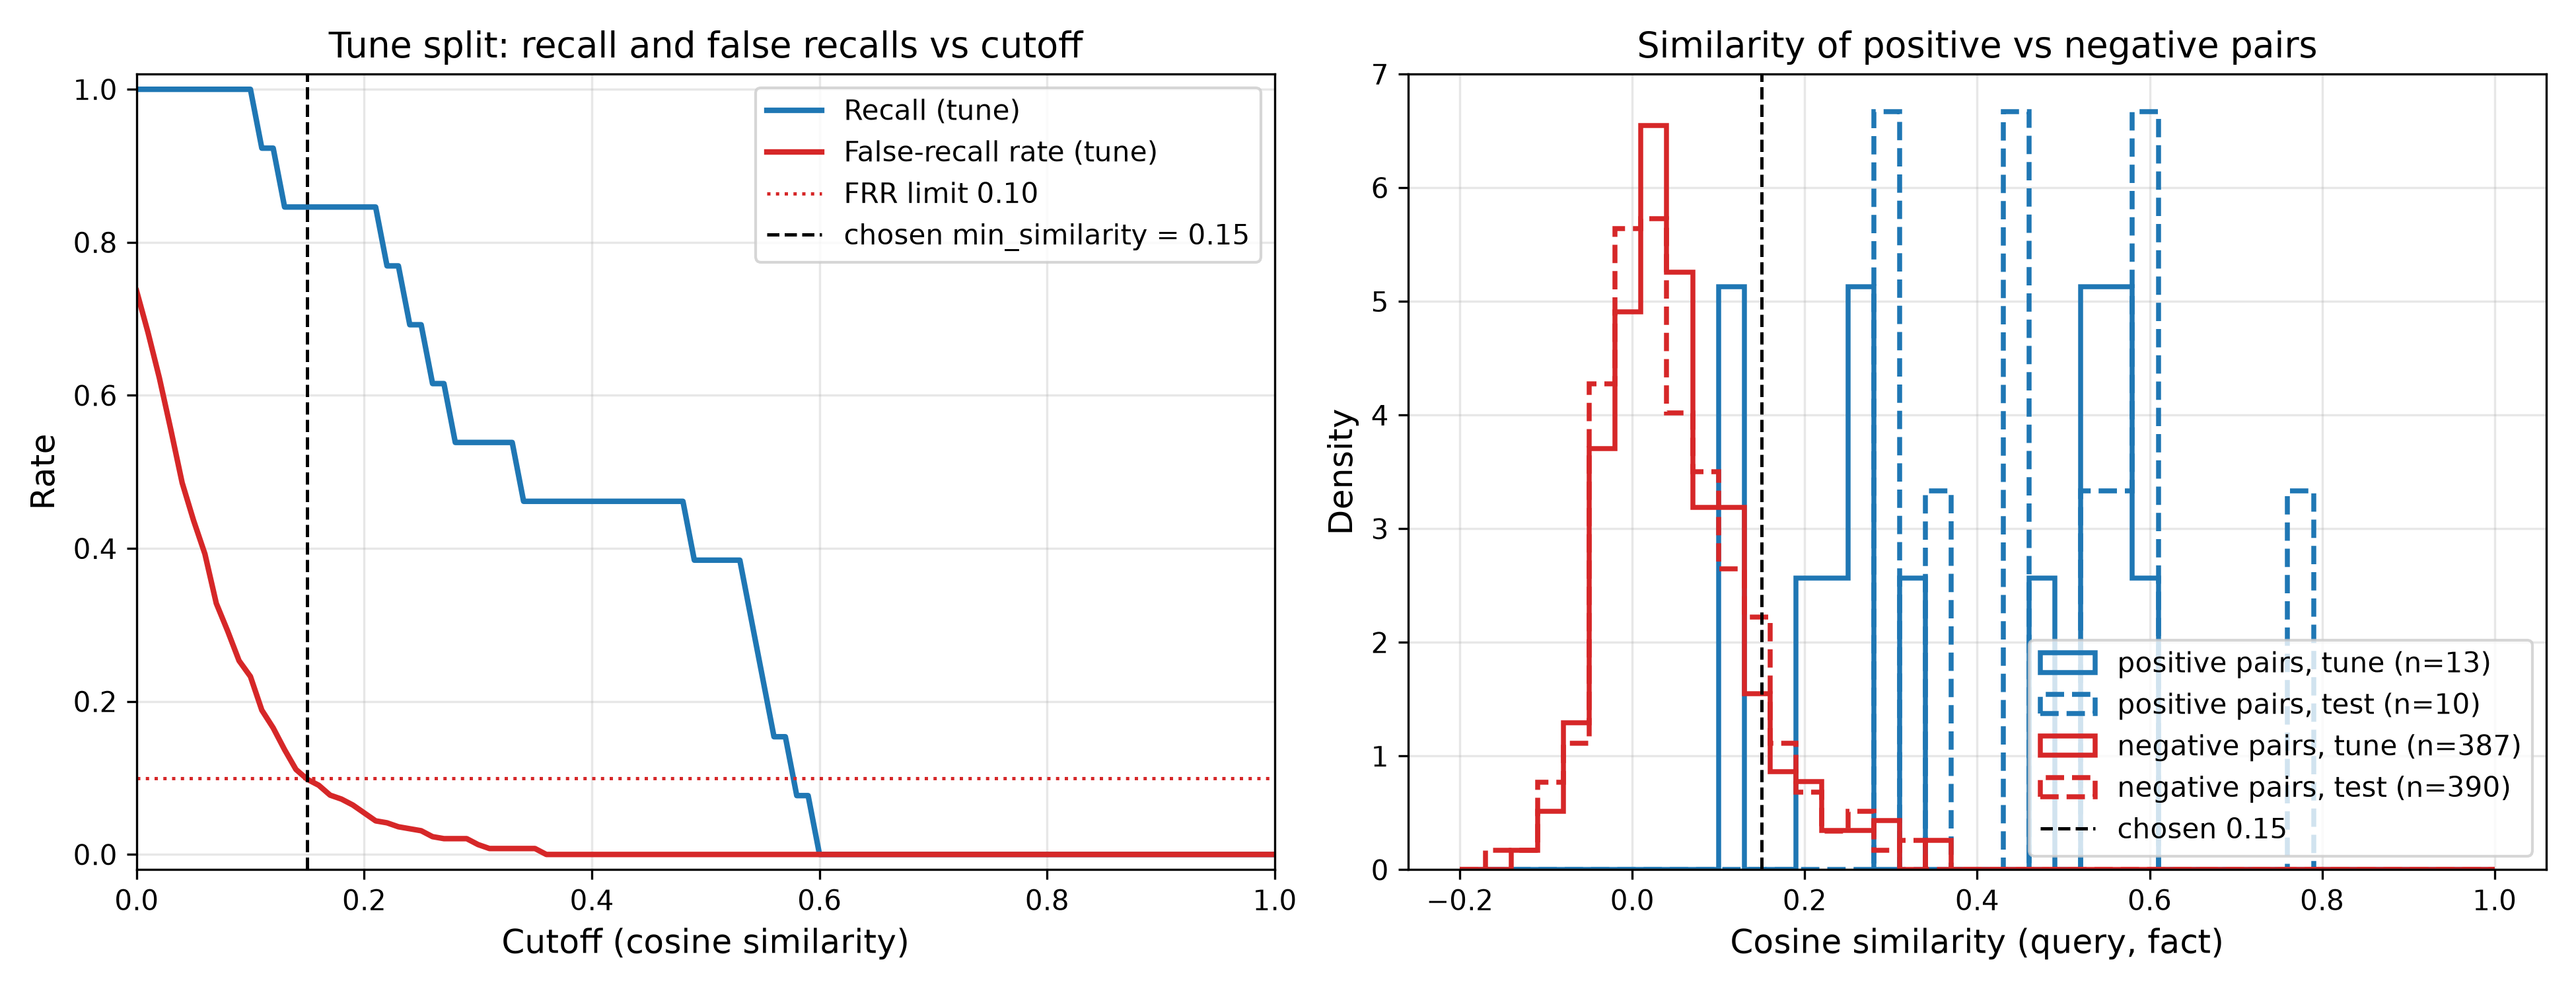 Tune split: recall and false recalls vs cutoff
1.0
0.8
0.6
0.4
0.2
0.0
Rate
0.0
0.2
0.4
0.6
0.8
1.0
Cutoff (cosine similarity)
Recall (tune)
False-recall rate (tune)
FRR limit 0.10
chosen min_similarity = 0.15
Similarity of positive vs negative pairs
7
6
5
4
3
2
1
0
Density
−0.2
0.0
0.2
0.4
0.6
0.8
1.0
Cosine similarity (query, fact)
positive pairs, tune (n=13)
positive pairs, test (n=10)
negative pairs, tune (n=387)
negative pairs, test (n=390)
chosen 0.15